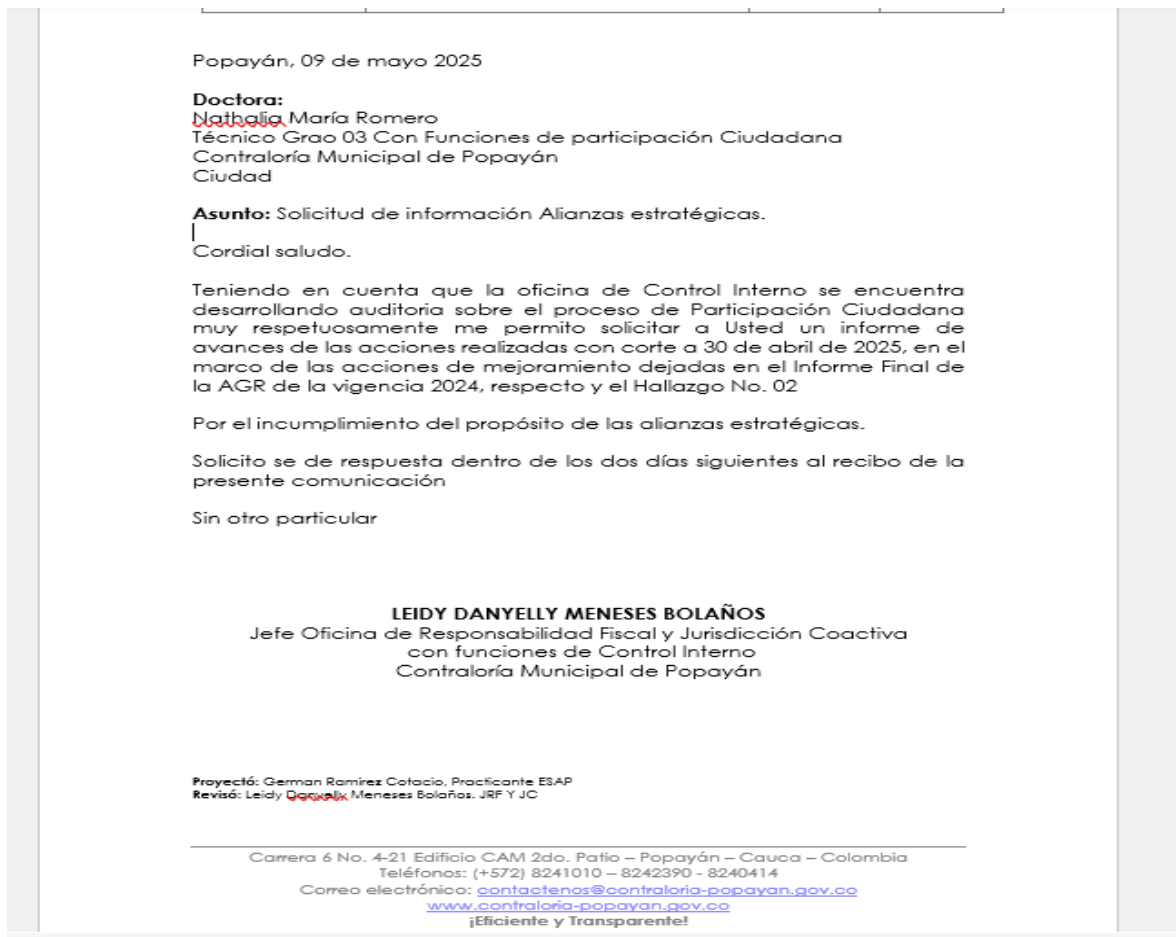 Popayán, 09 de mayo 2025
Doctora:
Nathalia María Romero
Técnico Grao 03 Con Funciones de participación Ciudadana
Contraloría Municipal de Popayán
Ciudad
Asunto: Solicitud de información Alianzas estratégicas.
Cordial saludo.
Teniendo en cuenta que la oficina de Control Interno se encuentra
desarrollando auditoria sobre el proceso de Participación Ciudadana
muy respetuosamente me permito solicitar a Usted un informe de
avances de las acciones realizadas con corte a 30 de abril de 2025, en el
marco de las acciones de mejoramiento dejadas en el Informe Final de
la AGR de la vigencia 2024, respecto y el Hallazgo No. 02
Por el incumplimiento del propósito de las alianzas estratégicas.
Solicito se de respuesta dentro de los dos días siguientes al recibo de la
presente comunicación
Sin otro particular
LEIDY DANYELLY MENESES BOLAÑOS
Jefe Oficina de Responsabilidad Fiscal y Jurisdicción Coactiva
con funciones de Control Interno
Contraloría Municipal de Popayán
Proyectó: German Ramirez Cotacio, Practicante ESAP
Revisó: Leidy Danyelly Meneses Bolaños. JRF Y JC
Carrera 6 No. 4-21 Edificio CAM 2do. Patio – Popayán – Cauca – Colombia
Teléfonos: (+572) 8241010 – 8242390 - 8240414
Correo electrónico: contactenos@contraloria-popayan.gov.co
www.contraloria-popayan.gov.co
¡Eficiente y Transparente!